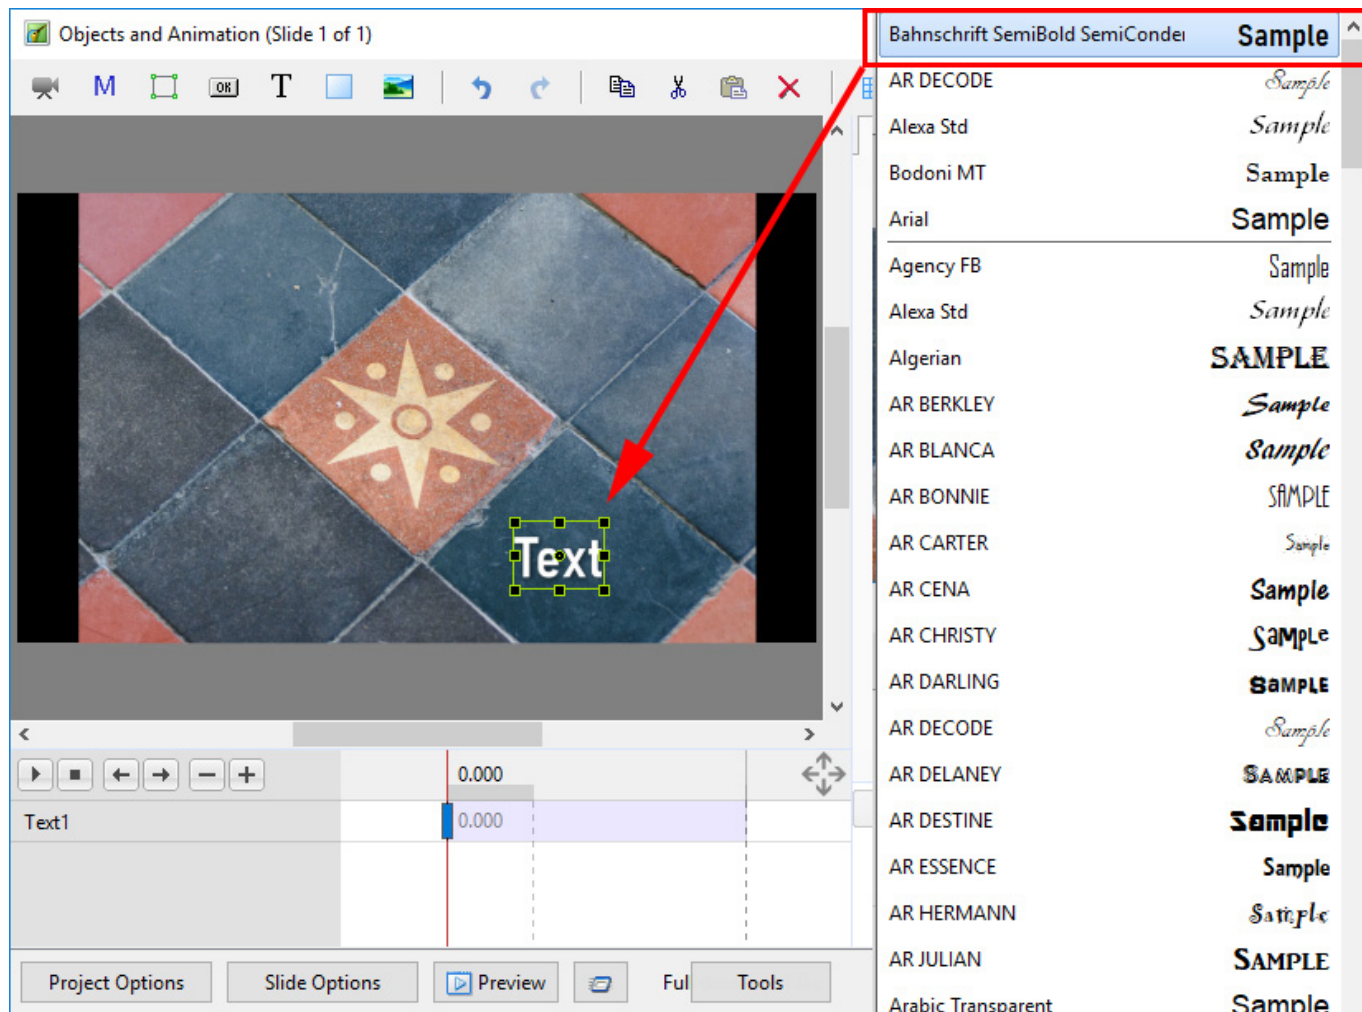 Objects and Animation (Slide 1 of 1)
M OK T
Text
0.000
Text1
0.000
Project Options Slide Options Preview Ful Tools
Bahnschrift SemiBold SemiConder Sample
AR DECODE Sample
Alexa Std Sample
Bodoni MT Sample
Arial Sample
Agency FB Sample
Alexa Std Sample
Algerian SAMPLE
AR BERKLEY Sample
AR BLANCA Sample
AR BONNIE SAMPLE
AR CARTER Sample
AR CENA Sample
AR CHRISTY SaMpLe
AR DARLING SaMPLE
AR DECODE Sample
AR DELANEY SAMPLE
AR DESTINE Sample
AR ESSENCE Sample
AR HERMANN Sample
AR JULIAN SAMPLE
Arabic Transparent Sample